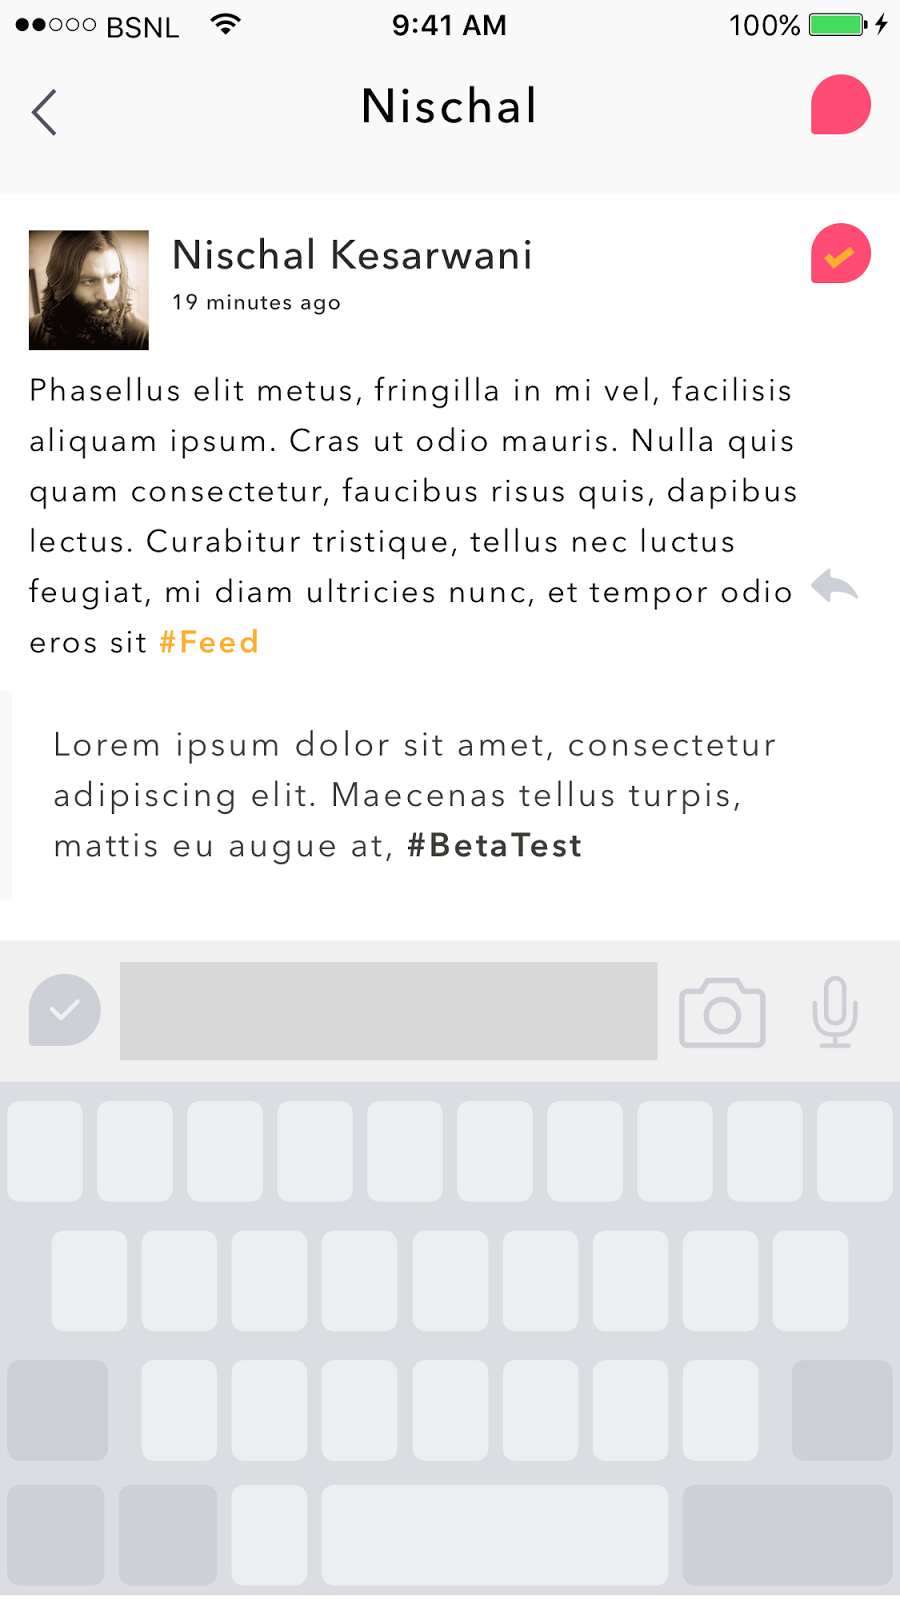 BSNL 9:41 AM 100%
Nischal
Nischal Kesarwani
19 minutes ago
Phasellus elit metus, fringilla in mi vel, facilisis
aliquam ipsum. Cras ut odio mauris. Nulla quis
quam consectetur, faucibus risus quis, dapibus
lectus. Curabitur tristique, tellus nec luctus
feugiat, mi diam ultricies nunc, et tempor odio
eros sit #Feed
Lorem ipsum dolor sit amet, consectetur
adipiscing elit. Maecenas tellus turpis,
mattis eu augue at, #BetaTest